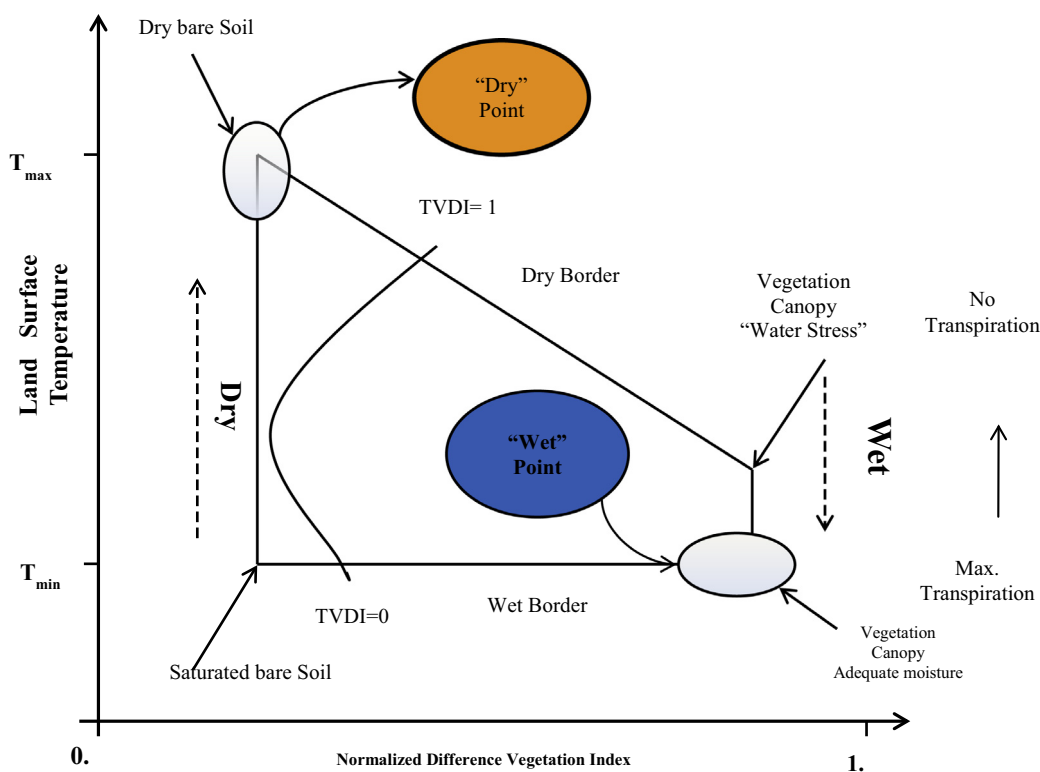 Dry bare Soil
“Dry”
Point
T max
TVDI= 1
Dry Border
Vegetation
Canopy
“Water Stress”
No
Transpiration
Land Surface
Temperature
Dry
“Wet”
Point
Wet
T min
Wet Border
TVDI=0
Max.
Transpiration
Vegetation
Canopy
Adequate moisture
Saturated bare Soil
0.
Normalized Difference Vegetation Index
1.